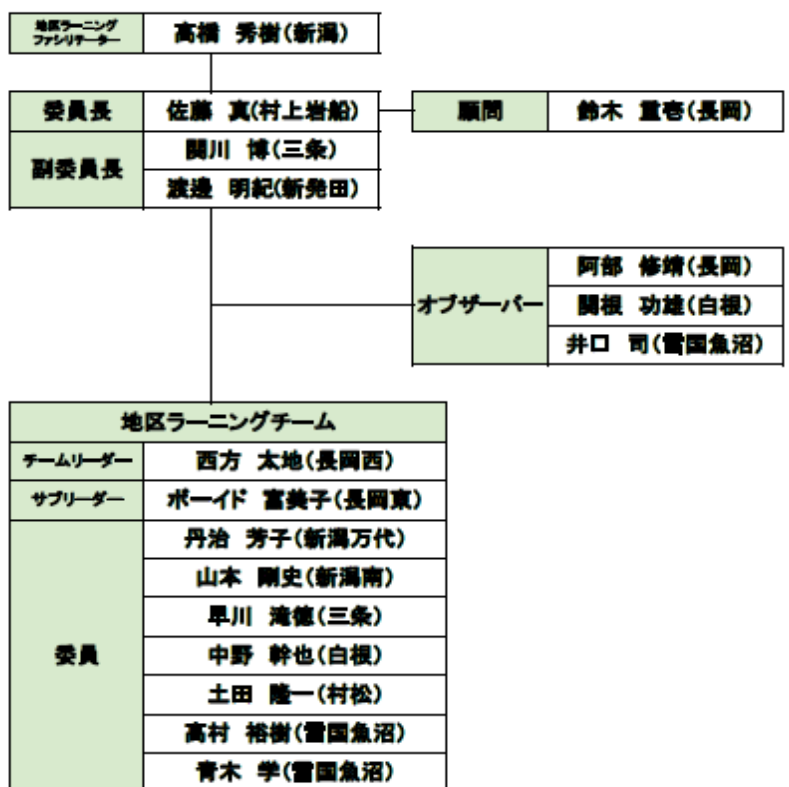 地区ラーニング
ファシリテーター
高橋 秀樹(新潟)
委員長
佐藤 真(村上岩船)
顧問
鈴木 重壱(長岡)
副委員長
関川 博(三条)
渡邊 明紀(新発田)
オブザーバー
阿部 修靖(長岡)
関根 功雄(白根)
井口 司(雪国魚沼)
地区ラーニングチーム
チームリーダー
西方 太地(長岡西)
サブリーダー
ボーイド 富美子(長岡東)
委員
丹治 芳子(新潟万代)
山本 剛史(新潟南)
早川 滝徳(三条)
中野 幹也(白根)
土田 隆一(村松)
高村 裕樹(雪国魚沼)
青木 学(雪国魚沼)